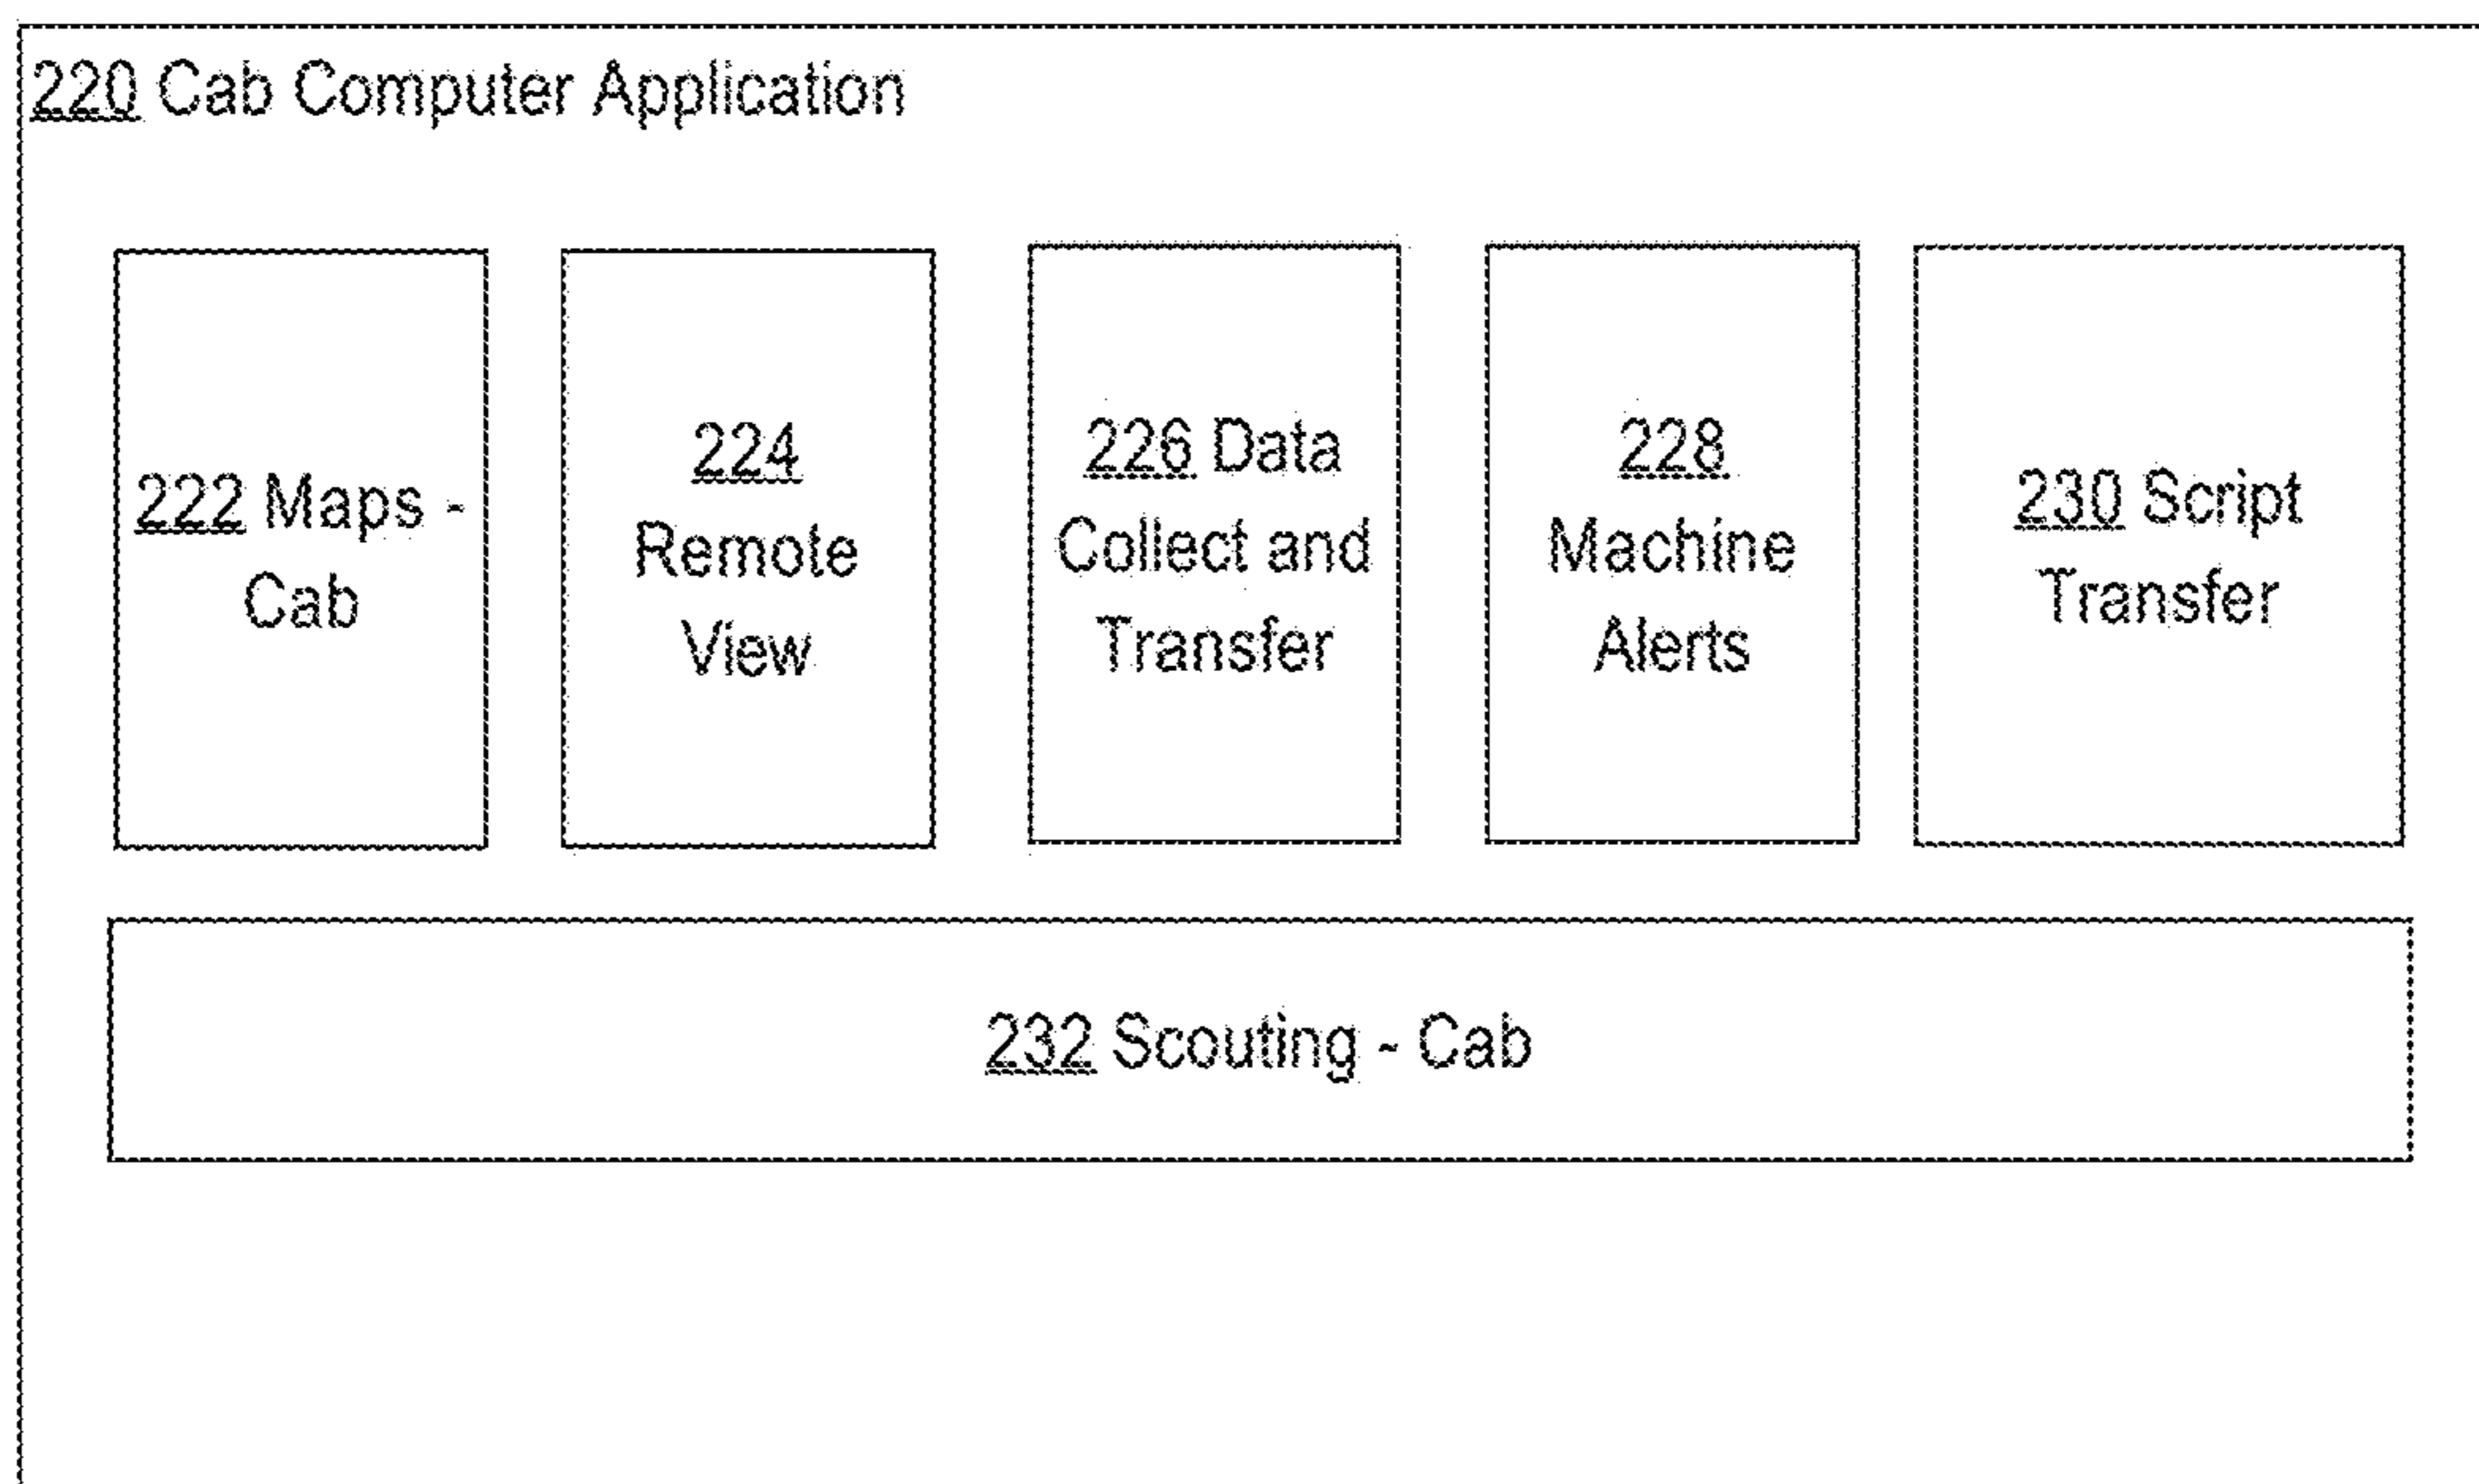 220 Cab Computer Application
222 Maps -
Cab
224
Remote
View
226 Data
Collect and
Transfer
228
Machine
Alerts
230 Script
Transfer
232 Scouting - Cab